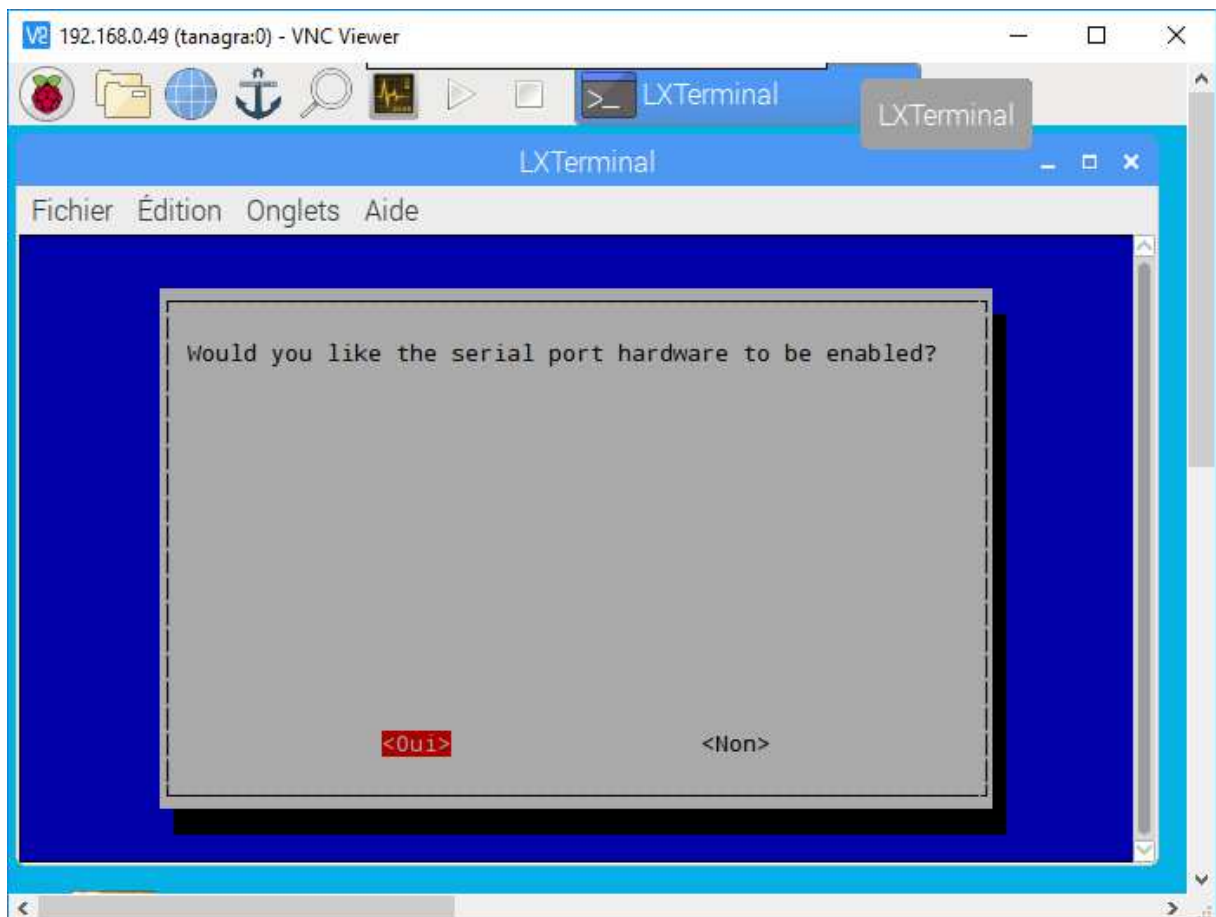 192.168.0.49 (tanagra:0) - VNC Viewer
LXTerminal
LXTerminal
LXTerminal
Fichier Édition Onglets Aide
Would you like the serial port hardware to be enabled?
<Oui> <Non>